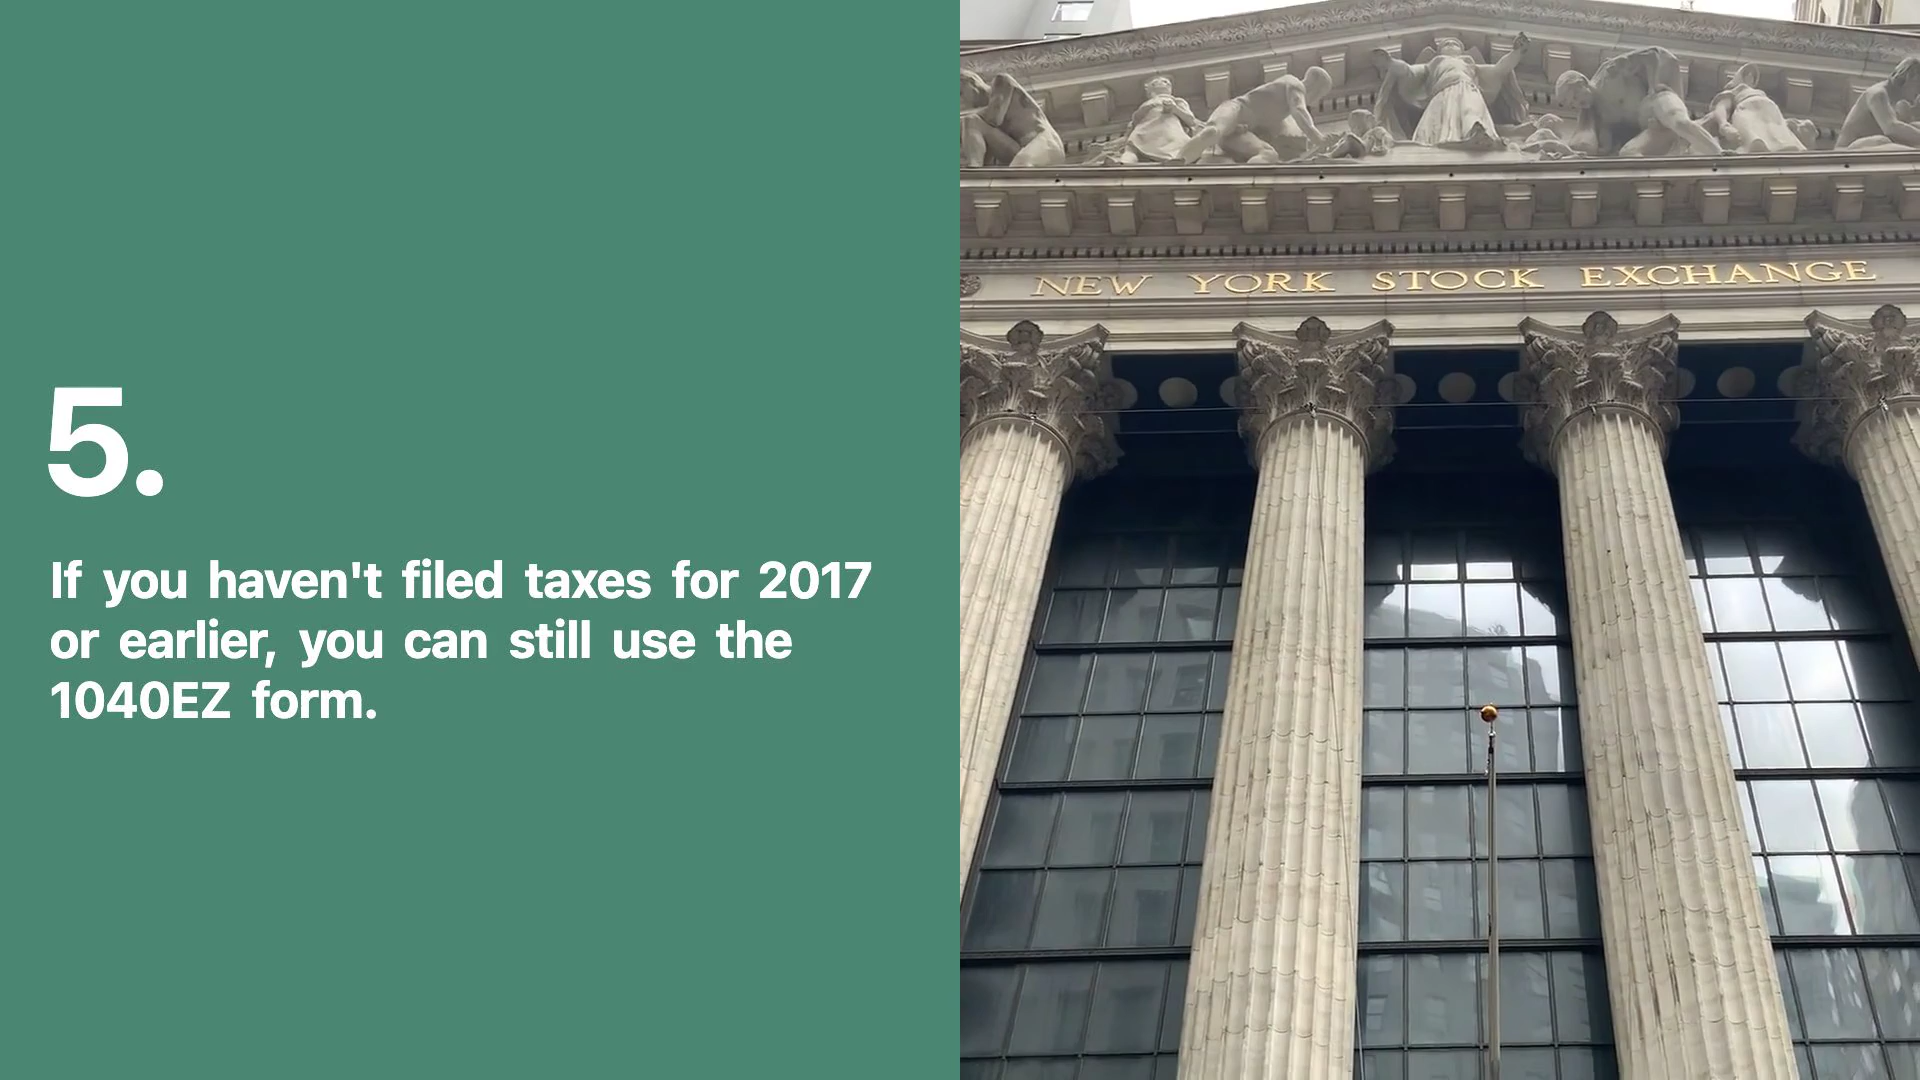 5.
If you haven't filed taxes for 2017
or earlier, you can still use the
1040EZ form.
NEW YORK STOCK EXCHANGE